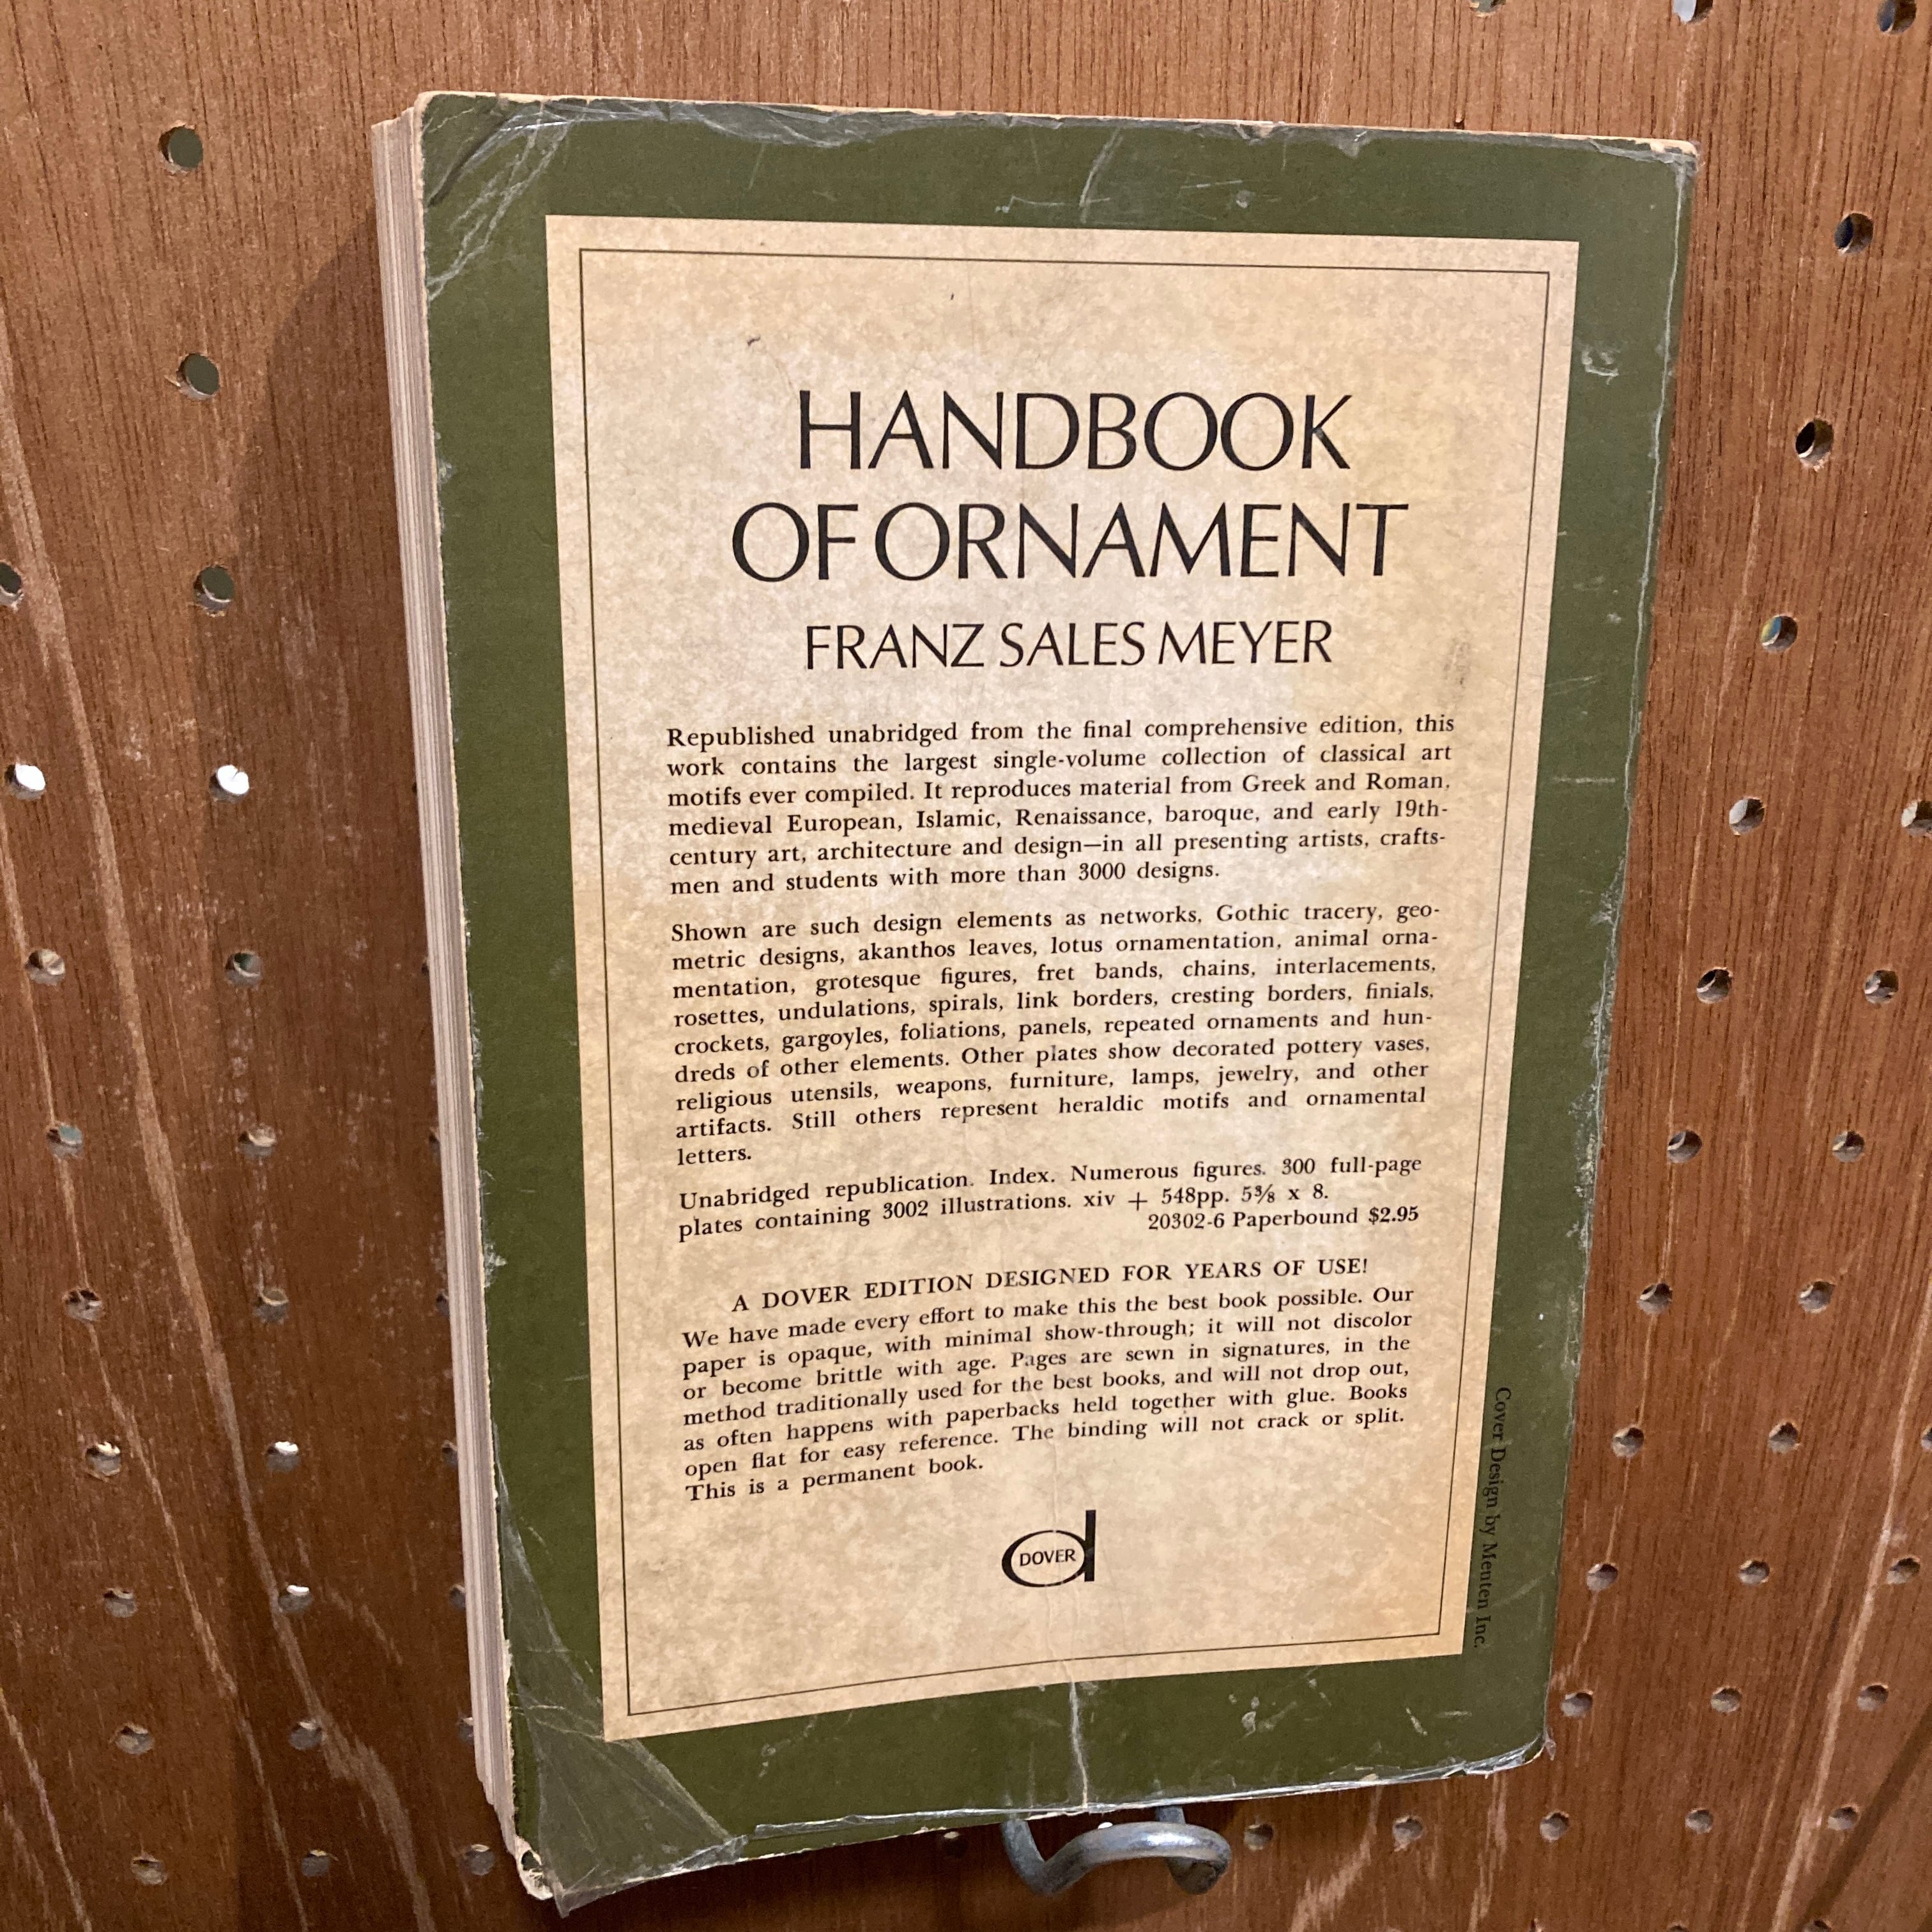 HANDBOOK
OF ORNAMENT
FRANZ SALES MEYER
Republished unabridged from the final comprehensive edition, this
work contains the largest single-volume collection of classical art
motifs ever compiled. It reproduces material from Greek and Roman,
medieval European, Islamic, Renaissance, baroque, and early 19th-
century art, architecture and design—in all presenting artists, crafts-
men and students with more than 3000 designs.
Shown are such design elements as networks, Gothic tracery, geo-
metric designs, akanthos leaves, lotus ornamentation, animal orna-
mentation, grotesque figures, fret bands, chains, interlacements,
rosettes, undulations, spirals, link borders, cresting borders, finials,
crockets, gargoyles, foliations, panels, repeated ornaments and hun-
dreds of other elements. Other plates show decorated pottery vases,
religious utensils, weapons, furniture, lamps, jewelry, and other
artifacts. Still others represent heraldic motifs and ornamental
letters.
Unabridged republication. Index. Numerous figures. 300 full-page
plates containing 3002 illustrations. xiv + 548pp. 5⅜ x 8.
20302-6 Paperbound $2.95
A DOVER EDITION DESIGNED FOR YEARS OF USE!
We have made every effort to make this the best book possible. Our
paper is opaque, with minimal show-through; it will not discolor
or become brittle with age. Pages are sewn in signatures, in the
method traditionally used for the best books, and will not drop out,
as often happens with paperbacks held together with glue. Books
open flat for easy reference. The binding will not crack or split.
This is a permanent book.
DOVER
Cover Design by Menten Inc.